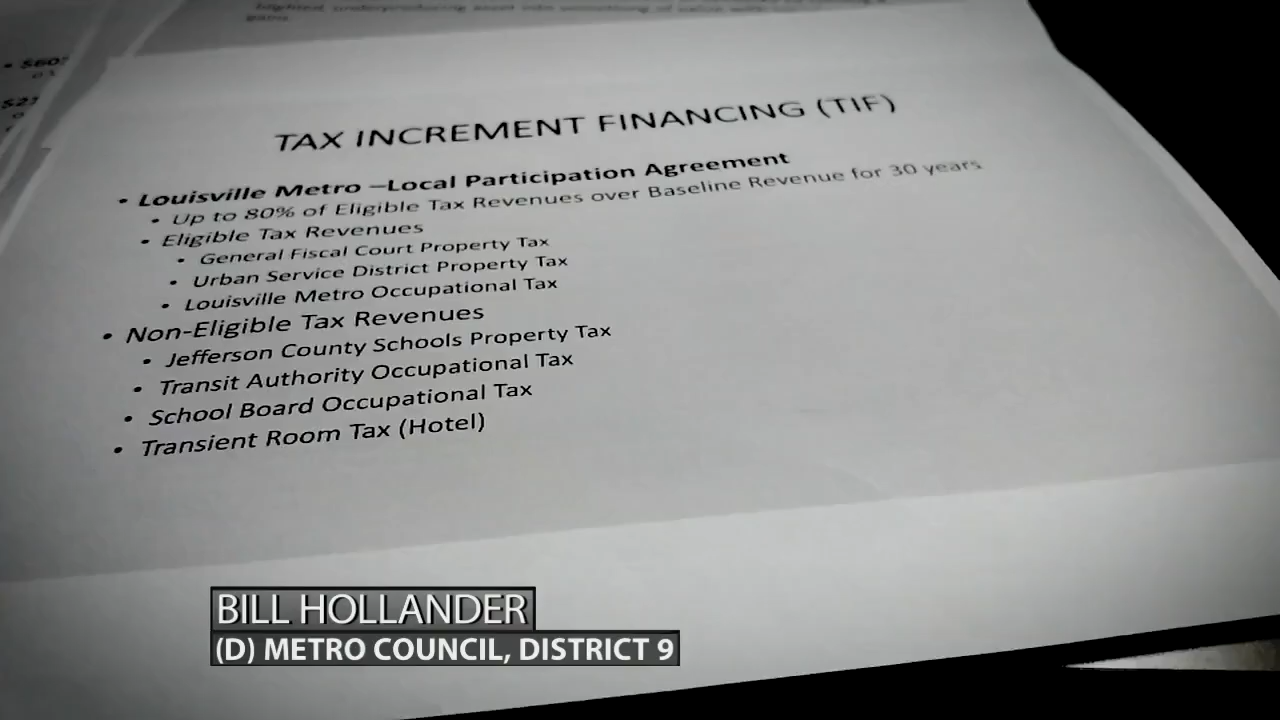 • $60
$2
TAX INCREMENT FINANCING (TIF)
• Louisville Metro –Local Participation Agreement
• Up to 80% of Eligible Tax Revenues over Baseline Revenue for 30 years
• Eligible Tax Revenues
• General Fiscal Court Property Tax
• Urban Service District Property Tax
• Louisville Metro Occupational Tax
• Non-Eligible Tax Revenues
• Jefferson County Schools Property Tax
• Transit Authority Occupational Tax
• School Board Occupational Tax
• Transient Room Tax (Hotel)
BILL HOLLANDER
(D) METRO COUNCIL, DISTRICT 9